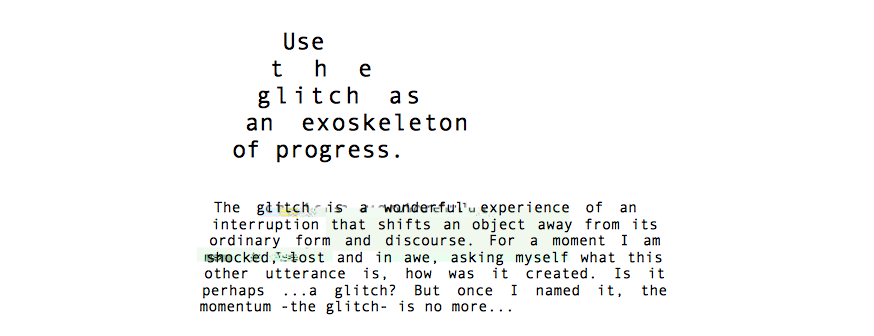 Use
t h e
glitch as
an exoskeleton
of progress.
The glitch is a wonderful experience of an
interruption that shifts an object away from its
ordinary form and discourse. For a moment I am
shocked, lost and in awe, asking myself what this
other utterance is, how was it created. Is it
perhaps ...a glitch? But once I named it, the
momentum -the glitch- is no more...